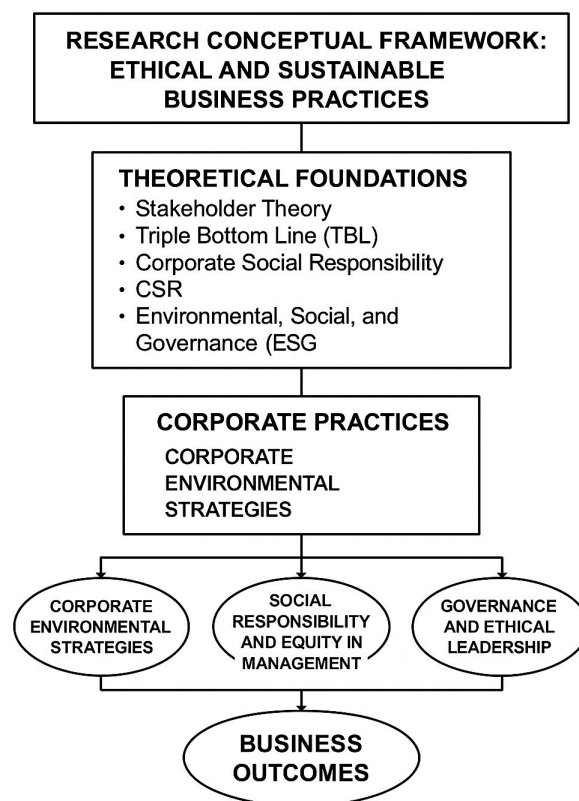 RESEARCH CONCEPTUAL FRAMEWORK:
ETHICAL AND SUSTAINABLE
BUSINESS PRACTICES
THEORETICAL FOUNDATIONS
• Stakeholder Theory
• Triple Bottom Line (TBL)
• Corporate Social Responsibility
• CSR
• Environmental, Social, and
Governance (ESG
CORPORATE PRACTICES
CORPORATE
ENVIRONMENTAL
STRATEGIES
CORPORATE
ENVIRONMENTAL
STRATEGIES
SOCIAL
RESPONSIBILITY
AND EQUITY IN
MANAGEMENT
GOVERNANCE
AND ETHICAL
LEADERSHIP
BUSINESS
OUTCOMES